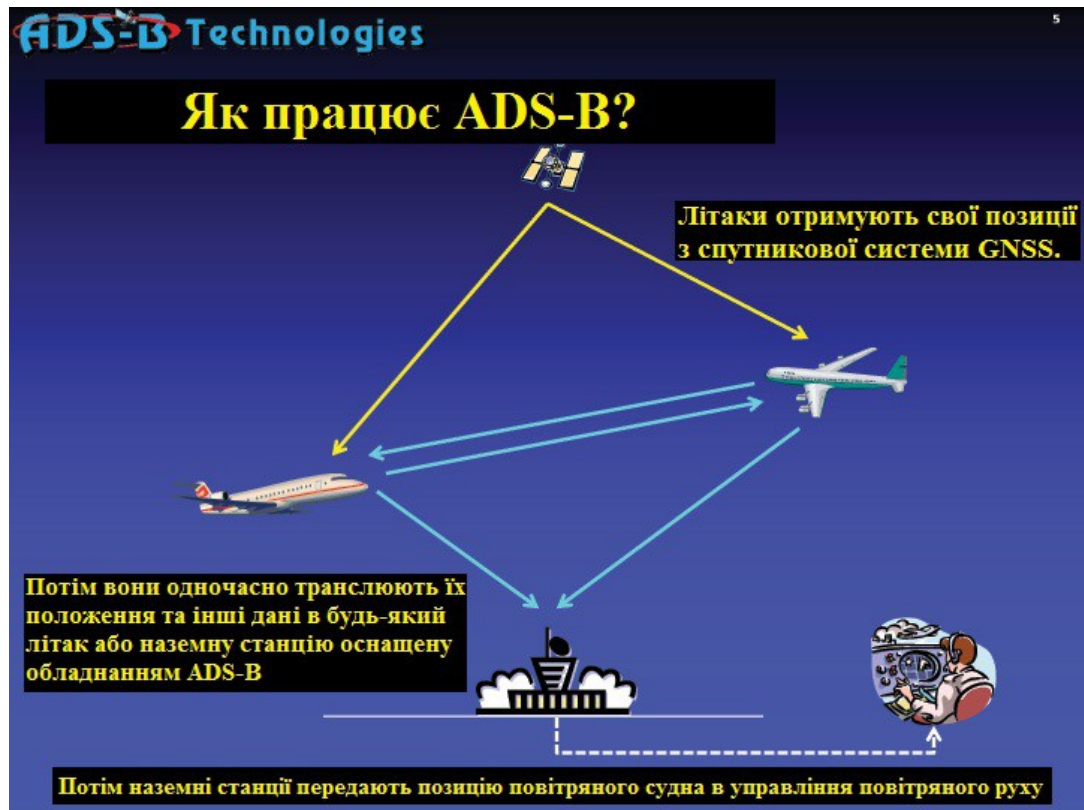 ADS-B Technologies
5
Як працює ADS-B?
Літаки отримують свої позиції
з спутникової системи GNSS.
Потім вони одночасно транслюють їх
положення та інші дані в будь-який
літак або наземну станцію оснащену
обладнанням ADS-B
Потім наземні станції передають позицію повітряного судна в управління повітряного руху